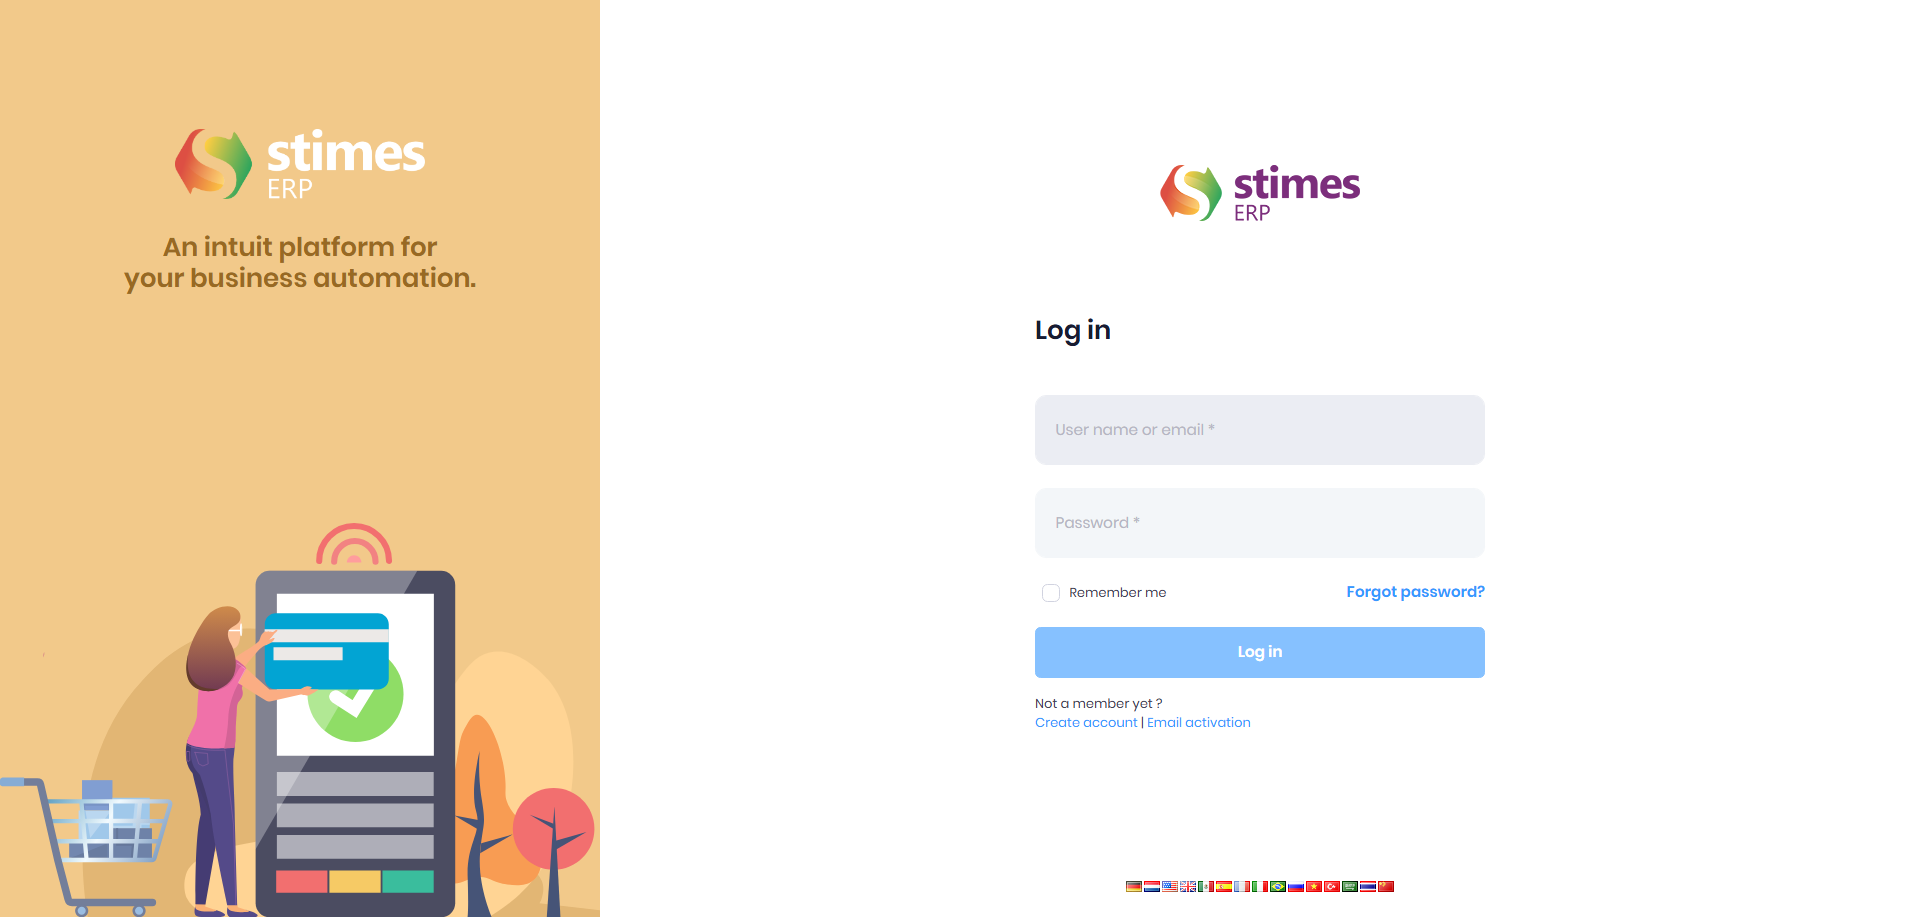 stimes
ERP
An intuit platform for
your business automation.
stimes
ERP
Log in
User name or email *
Password *
Remember me
Forgot password?
Log in
Not a member yet ?
Create account | Email activation